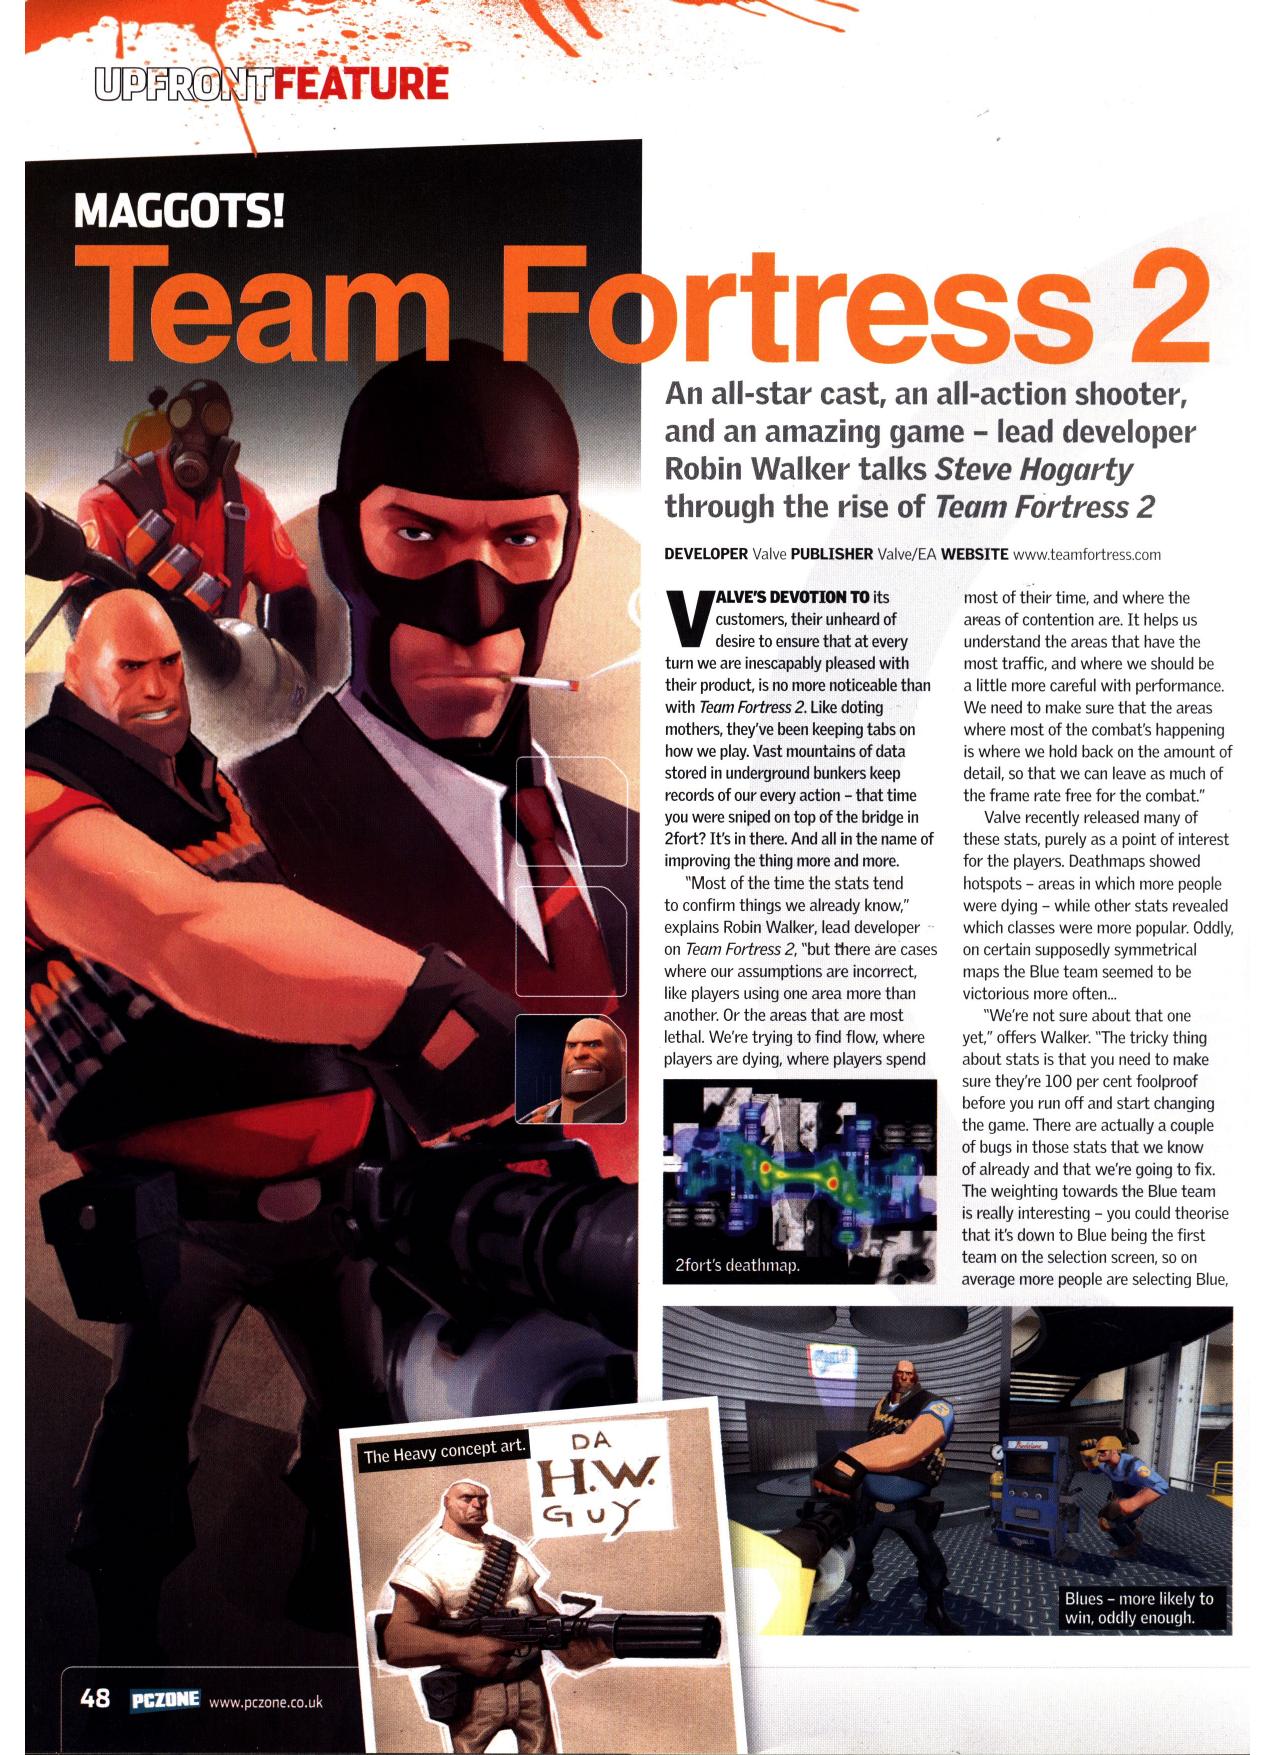 UPFRONTFEATURE
MAGGOTS!
Team Fortress 2
An all-star cast, an all-action shooter,
and an amazing game – lead developer
Robin Walker talks Steve Hogarty
through the rise of Team Fortress 2
DEVELOPER Valve PUBLISHER Valve/EA WEBSITE www.teamfortress.com
VALVE'S DEVOTION TO its
customers, their unheard of
desire to ensure that at every
turn we are inescapably pleased with
their product, is no more noticeable than
with Team Fortress 2. Like doting
mothers, they've been keeping tabs on
how we play. Vast mountains of data
stored in underground bunkers keep
records of our every action – that time
you were sniped on top of the bridge in
2fort? It's in there. And all in the name of
improving the thing more and more.
"Most of the time the stats tend
to confirm things we already know,"
explains Robin Walker, lead developer
on Team Fortress 2, "but there are cases
where our assumptions are incorrect,
like players using one area more than
another. Or the areas that are most
lethal. We're trying to find flow, where
players are dying, where players spend
most of their time, and where the
areas of contention are. It helps us
understand the areas that have the
most traffic, and where we should be
a little more careful with performance.
We need to make sure that the areas
where most of the combat's happening
is where we hold back on the amount of
detail, so that we can leave as much of
the frame rate free for the combat."
Valve recently released many of
these stats, purely as a point of interest
for the players. Deathmaps showed
hotspots – areas in which more people
were dying – while other stats revealed
which classes were more popular. Oddly,
on certain supposedly symmetrical
maps the Blue team seemed to be
victorious more often...
"We're not sure about that one
yet," offers Walker. "The tricky thing
about stats is that you need to make
sure they're 100 per cent foolproof
before you run off and start changing
the game. There are actually a couple
of bugs in those stats that we know
of already and that we're going to fix.
The weighting towards the Blue team
is really interesting – you could theorise
that it's down to Blue being the first
team on the selection screen, so on
average more people are selecting Blue,
2fort's deathmap.
The Heavy concept art.
DA
H.W.
GUY
Blues – more likely to
win, oddly enough.
48 PCZONE www.pczone.co.uk